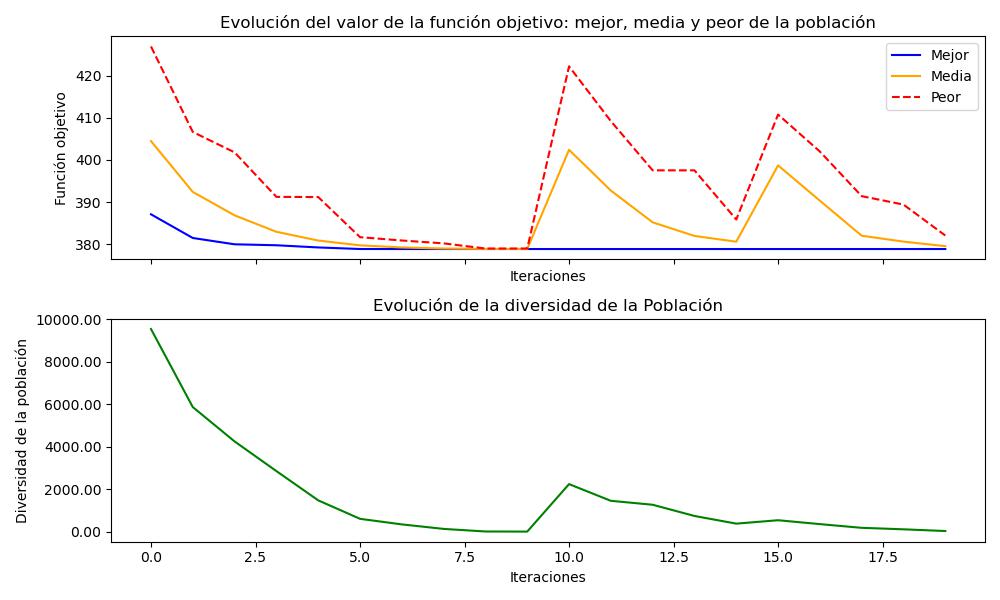 Evolución del valor de la función objetivo: mejor, media y peor de la población
Función objetivo
420
410
400
390
380
Mejor
Media
Peor
Iteraciones
Evolución de la diversidad de la Población
Diversidad de la población
10000.00
8000.00
6000.00
4000.00
2000.00
0.00
0.0 2.5 5.0 7.5 10.0 12.5 15.0 17.5
Iteraciones